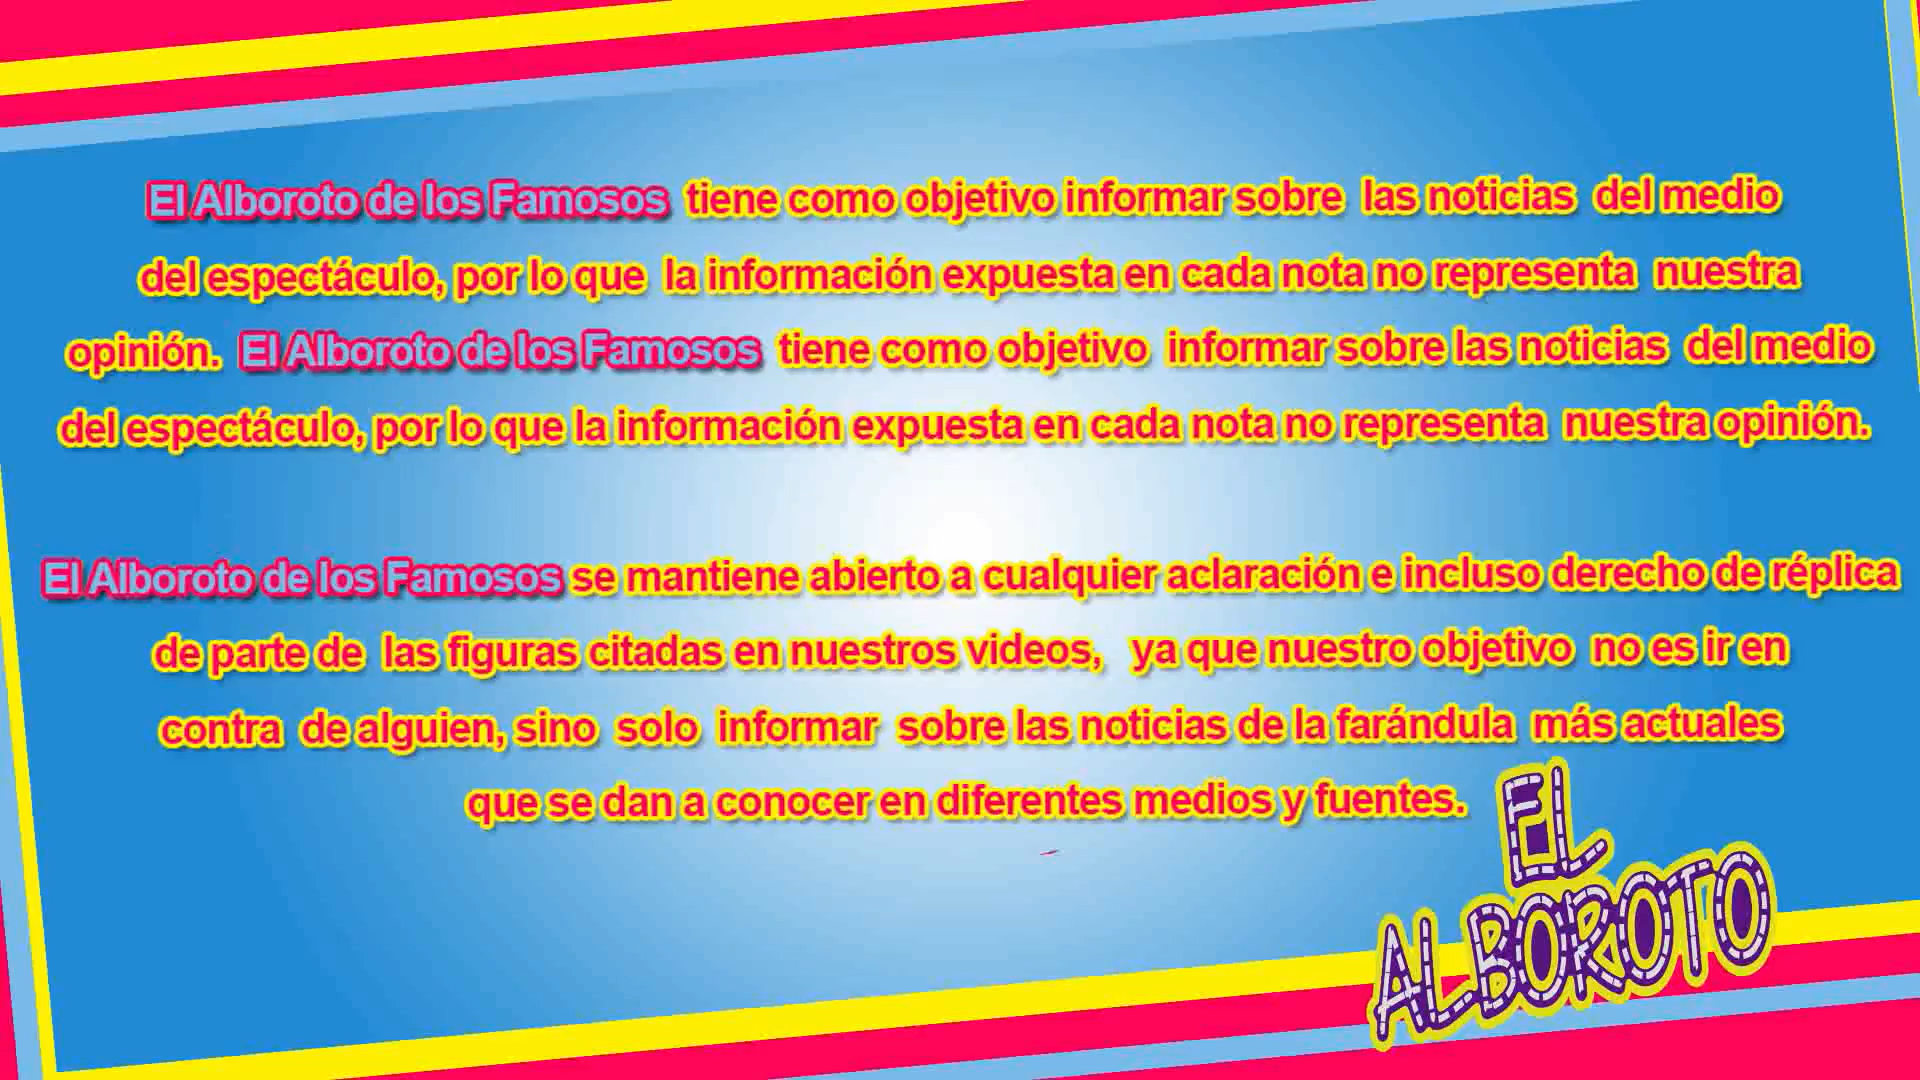 El Alboroto de los Famosos tiene como objetivo informar sobre las noticias del medio
del espectáculo, por lo que la información expuesta en cada nota no representa nuestra
opinión. El Alboroto de los Famosos tiene como objetivo informar sobre las noticias del medio
del espectáculo, por lo que la información expuesta en cada nota no representa nuestra opinión.
El Alboroto de los Famosos se mantiene abierto a cualquier aclaración e incluso derecho de réplica
de parte de las figuras citadas en nuestros videos, ya que nuestro objetivo no es ir en
contra de alguien, sino solo informar sobre las noticias de la farándula más actuales
que se dan a conocer en diferentes medios y fuentes.
EL
ALBOROTO